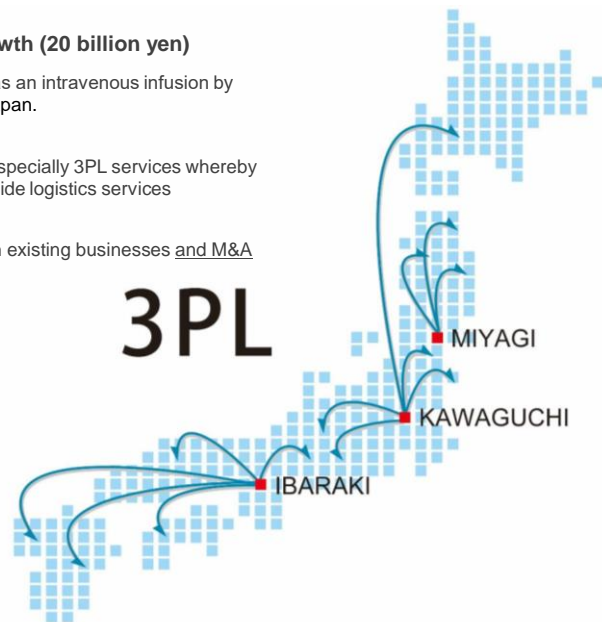 wth (20 billion yen)
as an intravenous infusion by
pan.
specially 3PL services whereby
ide logistics services
existing businesses and M&A
3PL
MIYAGI
KAWAGUCHI
IBARAKI